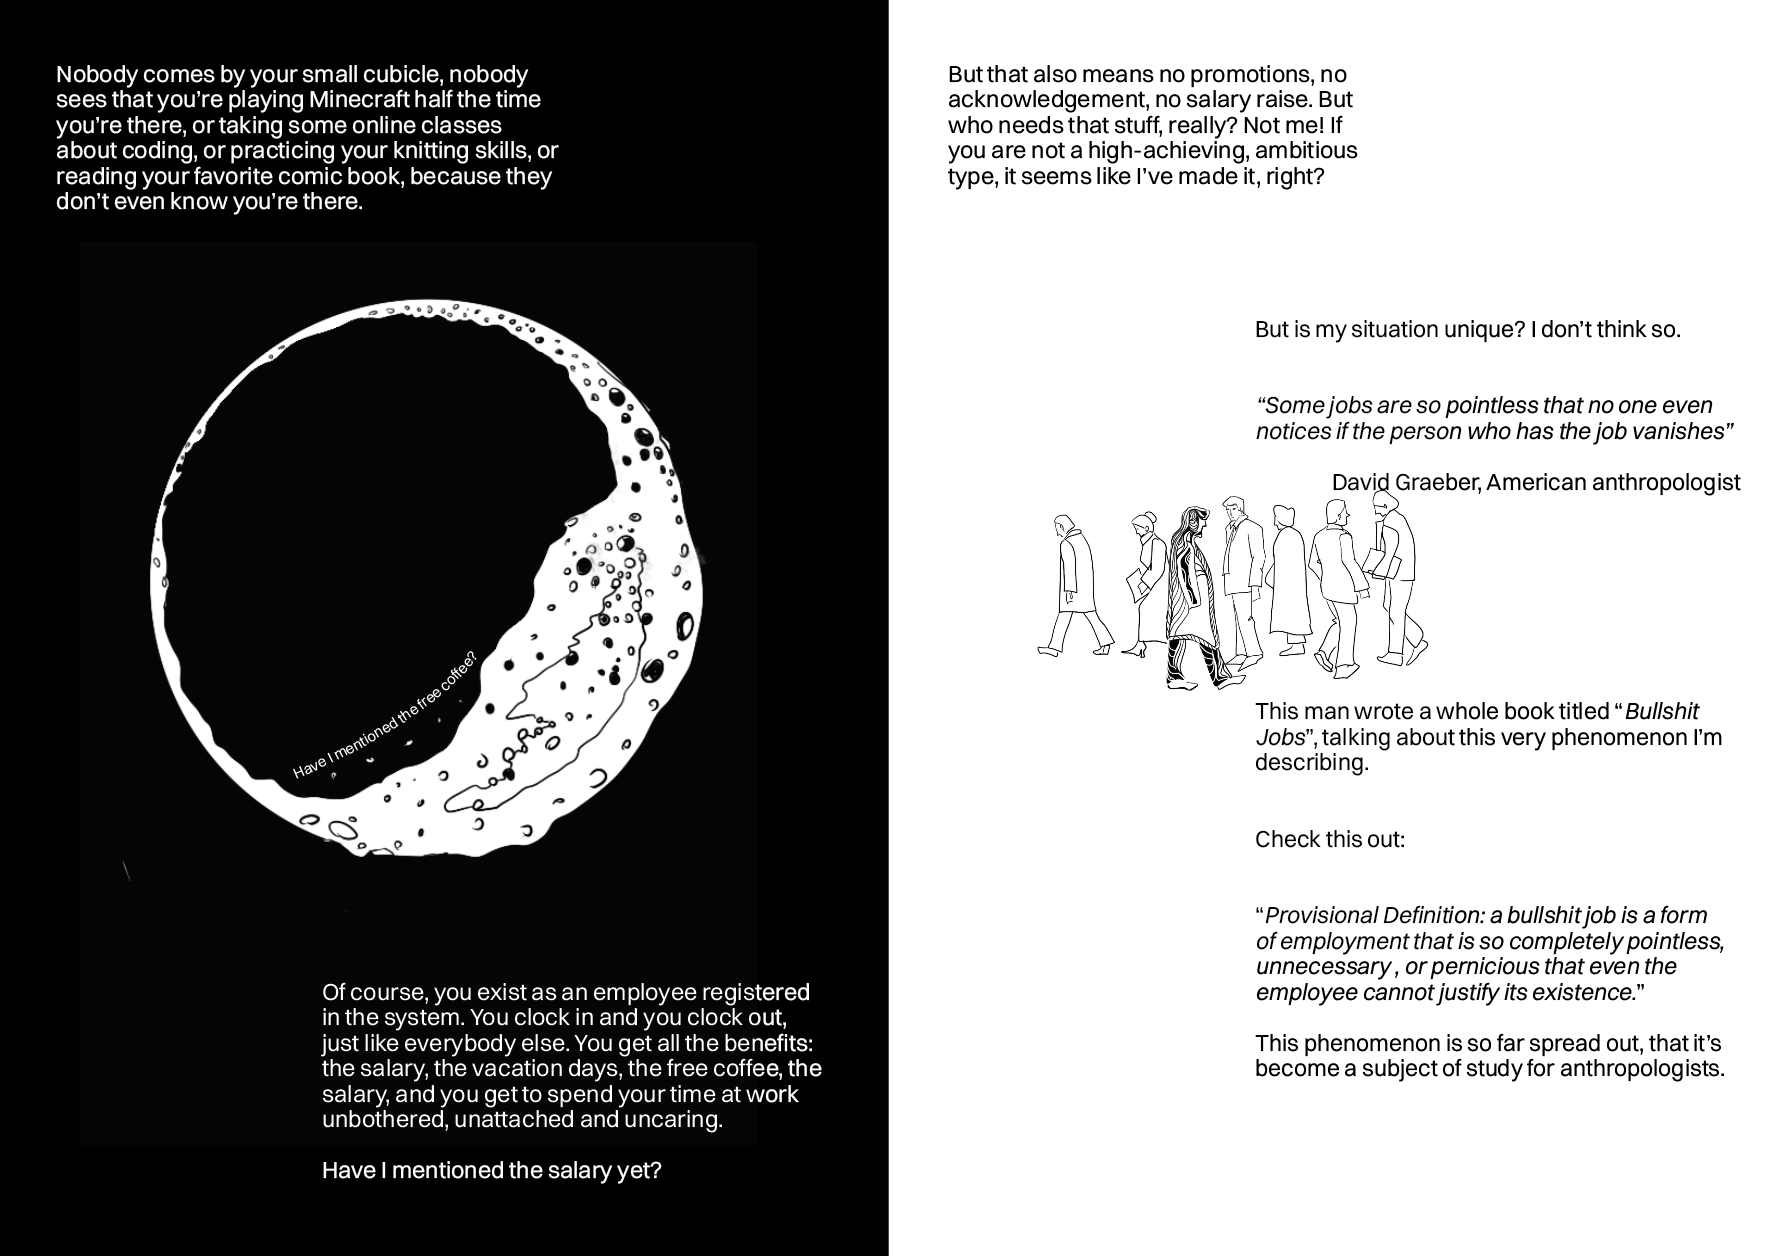 Nobody comes by your small cubicle, nobody
sees that you’re playing Minecraft half the time
you’re there, or taking some online classes
about coding, or practicing your knitting skills, or
reading your favorite comic book, because they
don’t even know you’re there.
Have I mentioned the free coffee?
Of course, you exist as an employee registered
in the system. You clock in and you clock out,
just like everybody else. You get all the benefits:
the salary, the vacation days, the free coffee, the
salary, and you get to spend your time at work
unbothered, unattached and uncaring.
Have I mentioned the salary yet?
But that also means no promotions, no
acknowledgement, no salary raise. But
who needs that stuff, really? Not me! If
you are not a high-achieving, ambitious
type, it seems like I’ve made it, right?
But is my situation unique? I don’t think so.
“Some jobs are so pointless that no one even
notices if the person who has the job vanishes”
David Graeber, American anthropologist
This man wrote a whole book titled “Bullshit
Jobs”, talking about this very phenomenon I’m
describing.
Check this out:
“Provisional Definition: a bullshit job is a form
of employment that is so completely pointless,
unnecessary , or pernicious that even the
employee cannot justify its existence.”
This phenomenon is so far spread out, that it’s
become a subject of study for anthropologists.